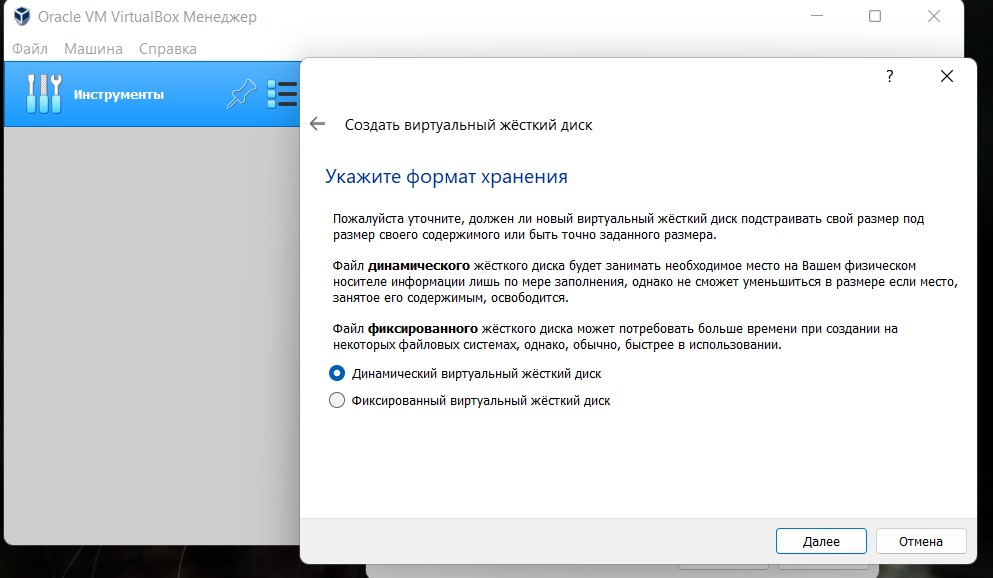 Oracle VM VirtualBox Менеджер
Файл Машина Справка
Инструменты
?
Создать виртуальный жёсткий диск
Укажите формат хранения
Пожалуйста уточните, должен ли новый виртуальный жёсткий диск подстраивать свой размер под
размер своего содержимого или быть точно заданного размера.
Файл динамического жёсткого диска будет занимать необходимое место на Вашем физическом
носителе информации лишь по мере заполнения, однако не сможет уменьшиться в размере если место,
занятое его содержимым, освободится.
Файл фиксированного жёсткого диска может потребовать больше времени при создании на
некоторых файловых системах, однако, обычно, быстрее в использовании.
Динамический виртуальный жёсткий диск
Фиксированный виртуальный жёсткий диск
Далее Отмена